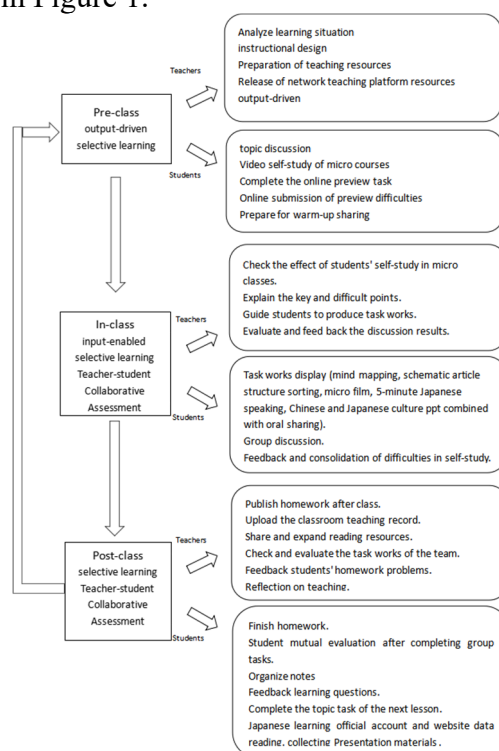 in Figure 1.
Teachers
Analyze learning situation
instructional design
Preparation of teaching resources
Release of network teaching platform resources
output-driven
Pre-class
output-driven
selective learning
Students
topic discussion
Video self-study of micro courses
Complete the online preview task
Online submission of preview difficulties
Prepare for warm-up sharing
Check the effect of students' self-study in micro
classes.
Explain the key and difficult points.
Guide students to produce task works.
Evaluate and feed back the discussion results.
Teachers
In-class
input-enabled
selective learning
Teacher-student
Collaborative
Assessment
Students
Task works display (mind mapping, schematic article
structure sorting, micro film, 5-minute Japanese
speaking, Chinese and Japanese culture ppt combined
with oral sharing).
Group discussion.
Feedback and consolidation of difficulties in self-study.
Publish homework after class.
Upload the classroom teaching record.
Share and expand reading resources.
Check and evaluate the task works of the team.
Feedback students' homework problems.
Reflection on teaching.
Teachers
Post-class
selective learning
Teacher-student
Collaborative
Assessment
Students
Finish homework.
Student mutual evaluation after completing group
tasks.
Organize notes
Feedback learning questions.
Complete the topic task of the next lesson.
Japanese learning official account and website data
reading, collecting Presentation materials .